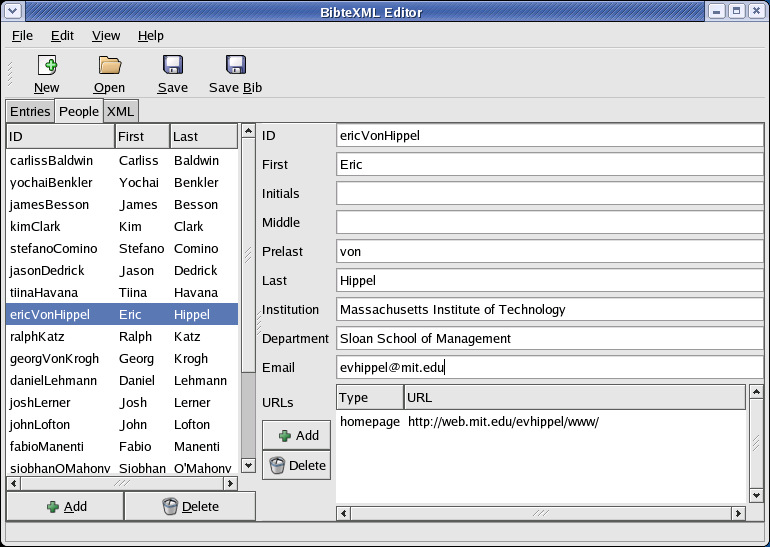 BibteXML Editor
File Edit View Help
New Open Save Save Bib
Entries People XML
ID First Last
carlissBaldwin Carliss Baldwin
yochaiBenkler Yochai Benkler
jamesBesson James Besson
kimClark Kim Clark
stefanoComino Stefano Comino
jasonDedrick Jason Dedrick
tiinaHavana Tiina Havana
ericVonHippel Eric Hippel
ralphKatz Ralph Katz
georgVonKrogh Georg Krogh
danielLehmann Daniel Lehmann
joshLerner Josh Lerner
johnLofton John Lofton
fabioManenti Fabio Manenti
siobhanOMahony Siobhan O'Mahony
Add Delete
ID ericVonHippel
First Eric
Initials
Middle
Prelast von
Last Hippel
Institution Massachusetts Institute of Technology
Department Sloan School of Management
Email evhippel@mit.edu
URLs
Type URL
homepage http://web.mit.edu/evhippel/www/
Add
Delete